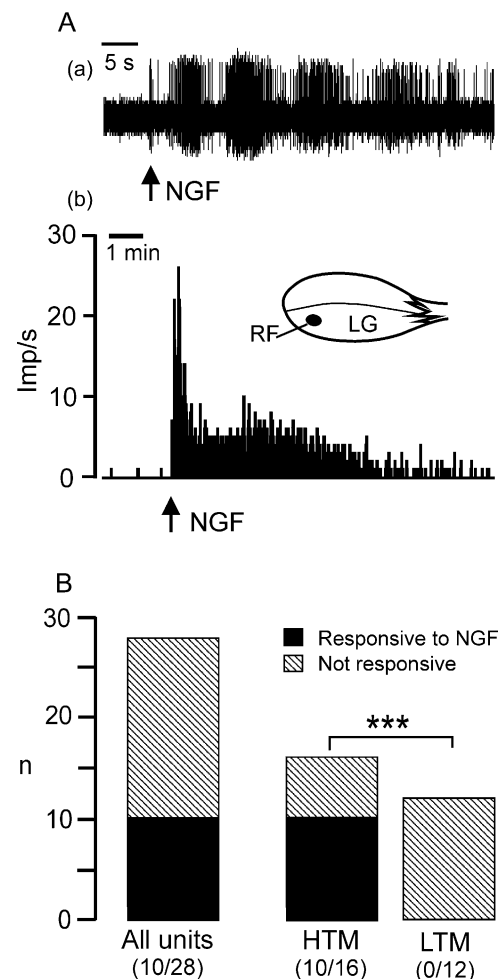 A
5 s
(a)
NGF
(b)
30
1 min
20
Imp/s
RF
LG
10
0
NGF
B
30
Responsive to NGF
Not responsive
20
***
n
10
0
All units
HTM
LTM
(10/28)
(10/16)
(0/12)